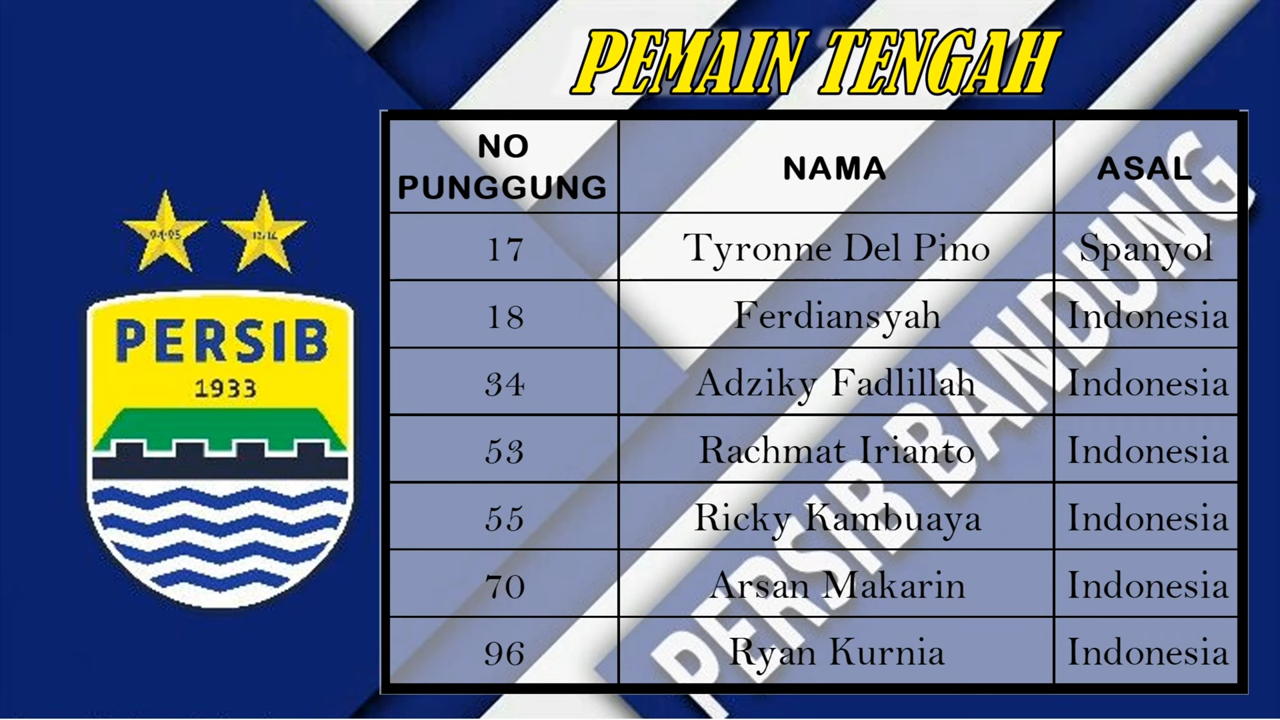 PEMAIN TENGAH
NO PUNGGUNG NAMA ASAL
17 Tyronne Del Pino Spanyol
18 Ferdiansyah Indonesia
34 Adziky Fadlillah Indonesia
53 Rachmat Irianto Indonesia
55 Ricky Kambuaya Indonesia
70 Arsan Makarin Indonesia
96 Ryan Kurnia Indonesia
PERSIB
1933
PERSIB BANDUNG